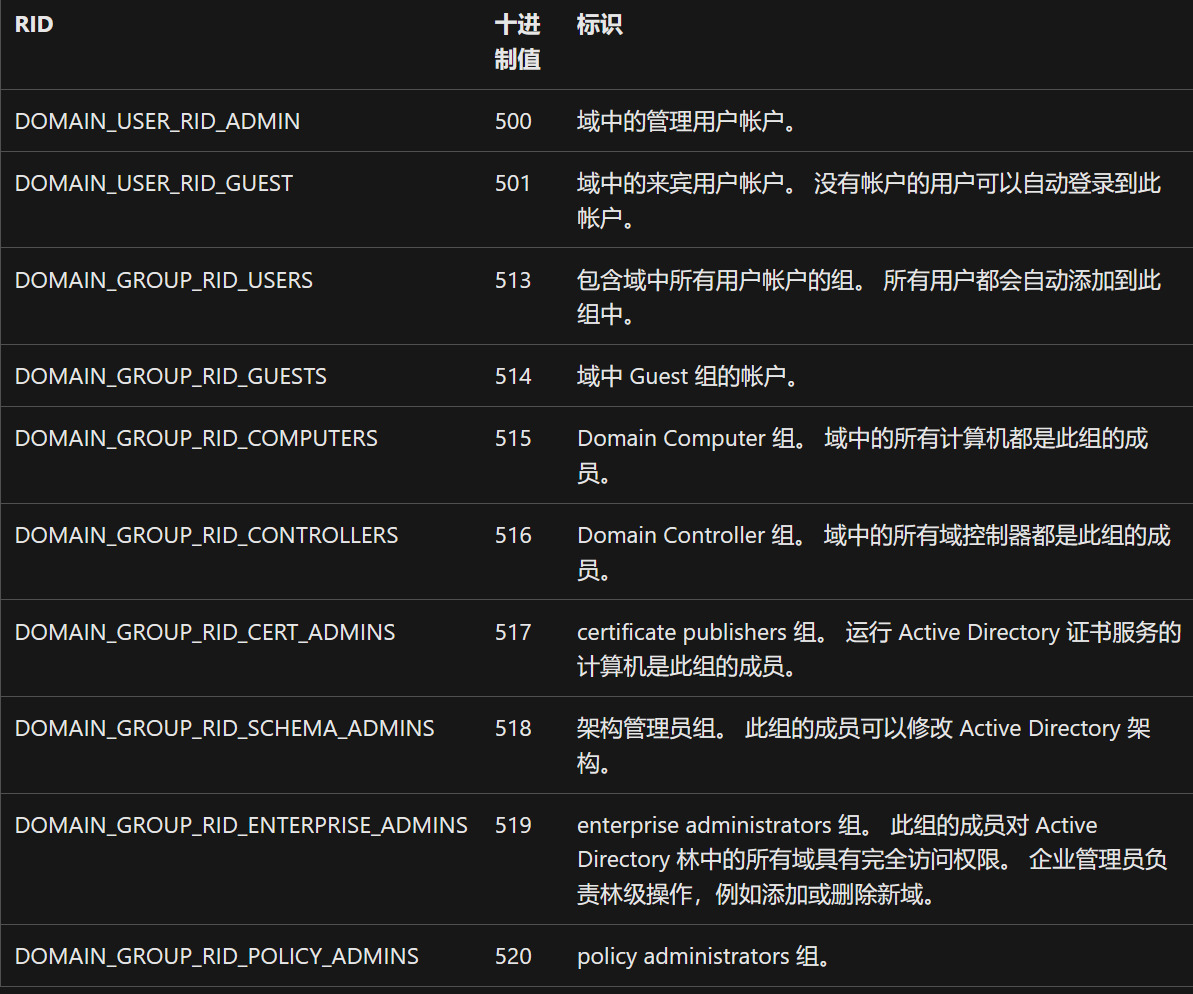 RID 十进 标识
制值
DOMAIN_USER_RID_ADMIN 500 域中的管理用户帐户。
DOMAIN_USER_RID_GUEST 501 域中的来宾用户帐户。 没有帐户的用户可以自动登录到此
帐户。
DOMAIN_GROUP_RID_USERS 513 包含域中所有用户帐户的组。 所有用户都会自动添加到此
组中。
DOMAIN_GROUP_RID_GUESTS 514 域中 Guest 组的帐户。
DOMAIN_GROUP_RID_COMPUTERS 515 Domain Computer 组。 域中的所有计算机都是此组的成
员。
DOMAIN_GROUP_RID_CONTROLLERS 516 Domain Controller 组。 域中的所有域控制器都是此组的成
员。
DOMAIN_GROUP_RID_CERT_ADMINS 517 certificate publishers 组。 运行 Active Directory 证书服务的
计算机是此组的成员。
DOMAIN_GROUP_RID_SCHEMA_ADMINS 518 架构管理员组。 此组的成员可以修改 Active Directory 架
构。
DOMAIN_GROUP_RID_ENTERPRISE_ADMINS 519 enterprise administrators 组。 此组的成员对 Active
Directory 林中的所有域具有完全访问权限。 企业管理员负
责林级操作，例如添加或删除新域。
DOMAIN_GROUP_RID_POLICY_ADMINS 520 policy administrators 组。